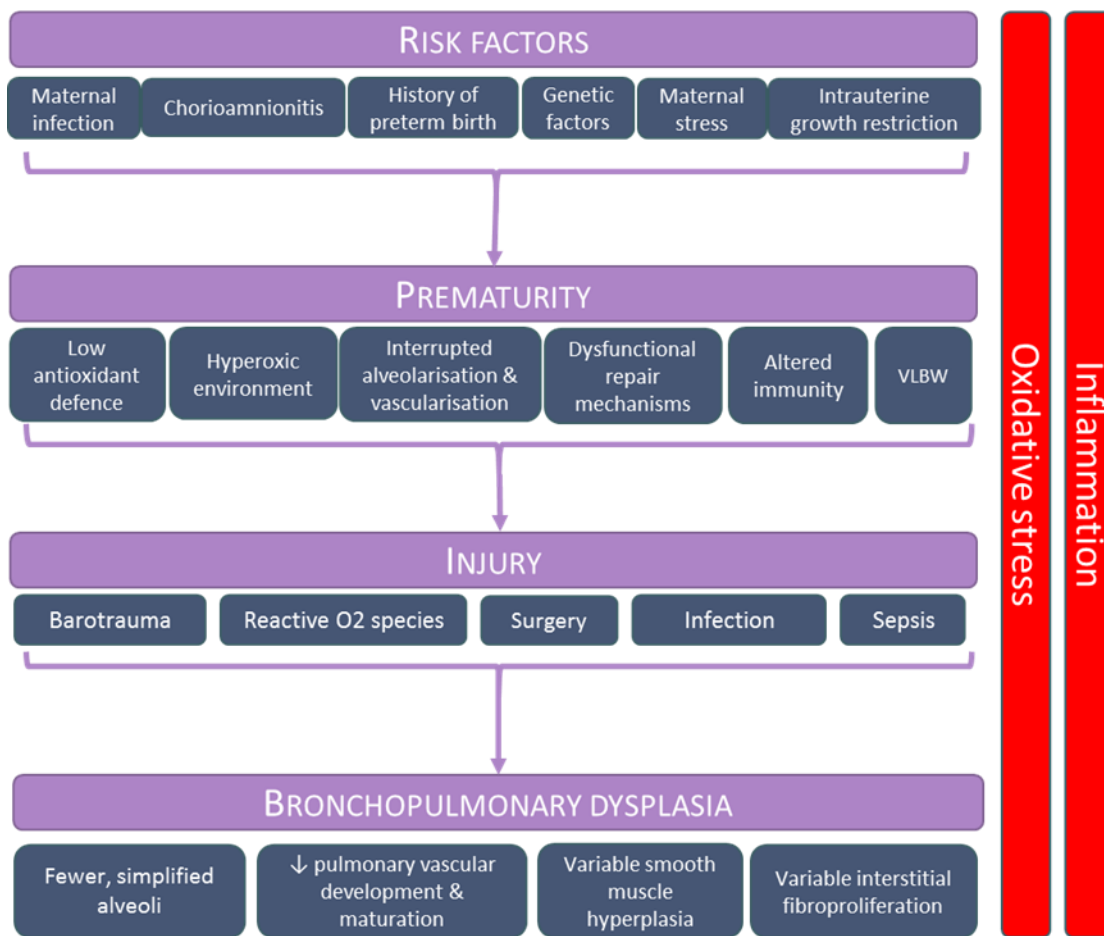 RISK FACTORS
Maternal
infection
Chorioamnionitis
History of
preterm birth
Genetic
factors
Maternal
stress
Intrauterine
growth restriction
PREMATURITY
Low
antioxidant
defence
Hyperoxic
environment
Interrupted
alveolarisation &
vascularisation
Dysfunctional
repair
mechanisms
Altered
immunity
VLBW
INJURY
Barotrauma
Reactive O2 species
Surgery
Infection
Sepsis
BRONCHOPULMONARY DYSPLASIA
Fewer, simplified
alveoli
↓ pulmonary vascular
development &
maturation
Variable smooth
muscle
hyperplasia
Variable interstitial
fibroproliferation
Oxidative stress
Inflammation